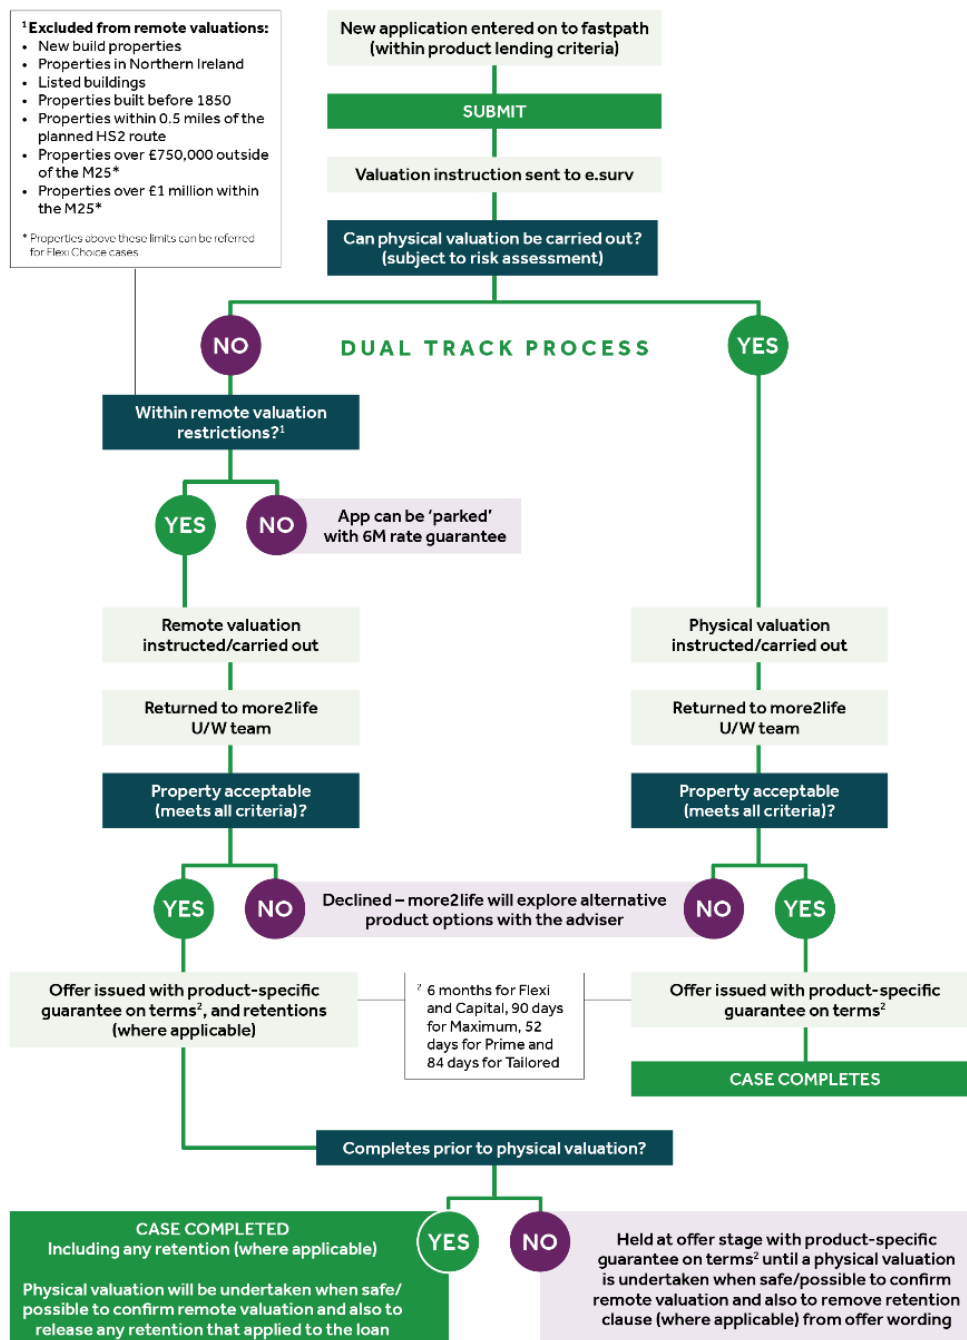 ¹ Excluded from remote valuations:
• New build properties
• Properties in Northern Ireland
• Listed buildings
• Properties built before 1850
• Properties within 0.5 miles of the
planned HS2 route
• Properties over £750,000 outside
of the M25*
• Properties over £1 million within
the M25*
* Properties above these limits can be referred
for Flexi Choice cases
New application entered on to fastpath
(within product lending criteria)
SUBMIT
Valuation instruction sent to e.surv
Can physical valuation be carried out?
(subject to risk assessment)
NO
DUAL TRACK PROCESS
YES
Within remote valuation
restrictions?¹
YES
NO
App can be ‘parked’
with 6M rate guarantee
Remote valuation
instructed/carried out
Physical valuation
instructed/carried out
Returned to more2life
U/W team
Returned to more2life
U/W team
Property acceptable
(meets all criteria)?
Property acceptable
(meets all criteria)?
YES
NO
Declined – more2life will explore alternative
product options with the adviser
NO
YES
Offer issued with product-specific
guarantee on terms², and retentions
(where applicable)
² 6 months for Flexi
and Capital, 90 days
for Maximum, 52
days for Prime and
84 days for Tailored
Offer issued with product-specific
guarantee on terms²
CASE COMPLETES
Completes prior to physical valuation?
CASE COMPLETED
Including any retention (where applicable)
Physical valuation will be undertaken when safe/
possible to confirm remote valuation and also to
release any retention that applied to the loan
YES
NO
Held at offer stage with product-specific
guarantee on terms² until a physical valuation
is undertaken when safe/possible to confirm
remote valuation and also to remove retention
clause (where applicable) from offer wording